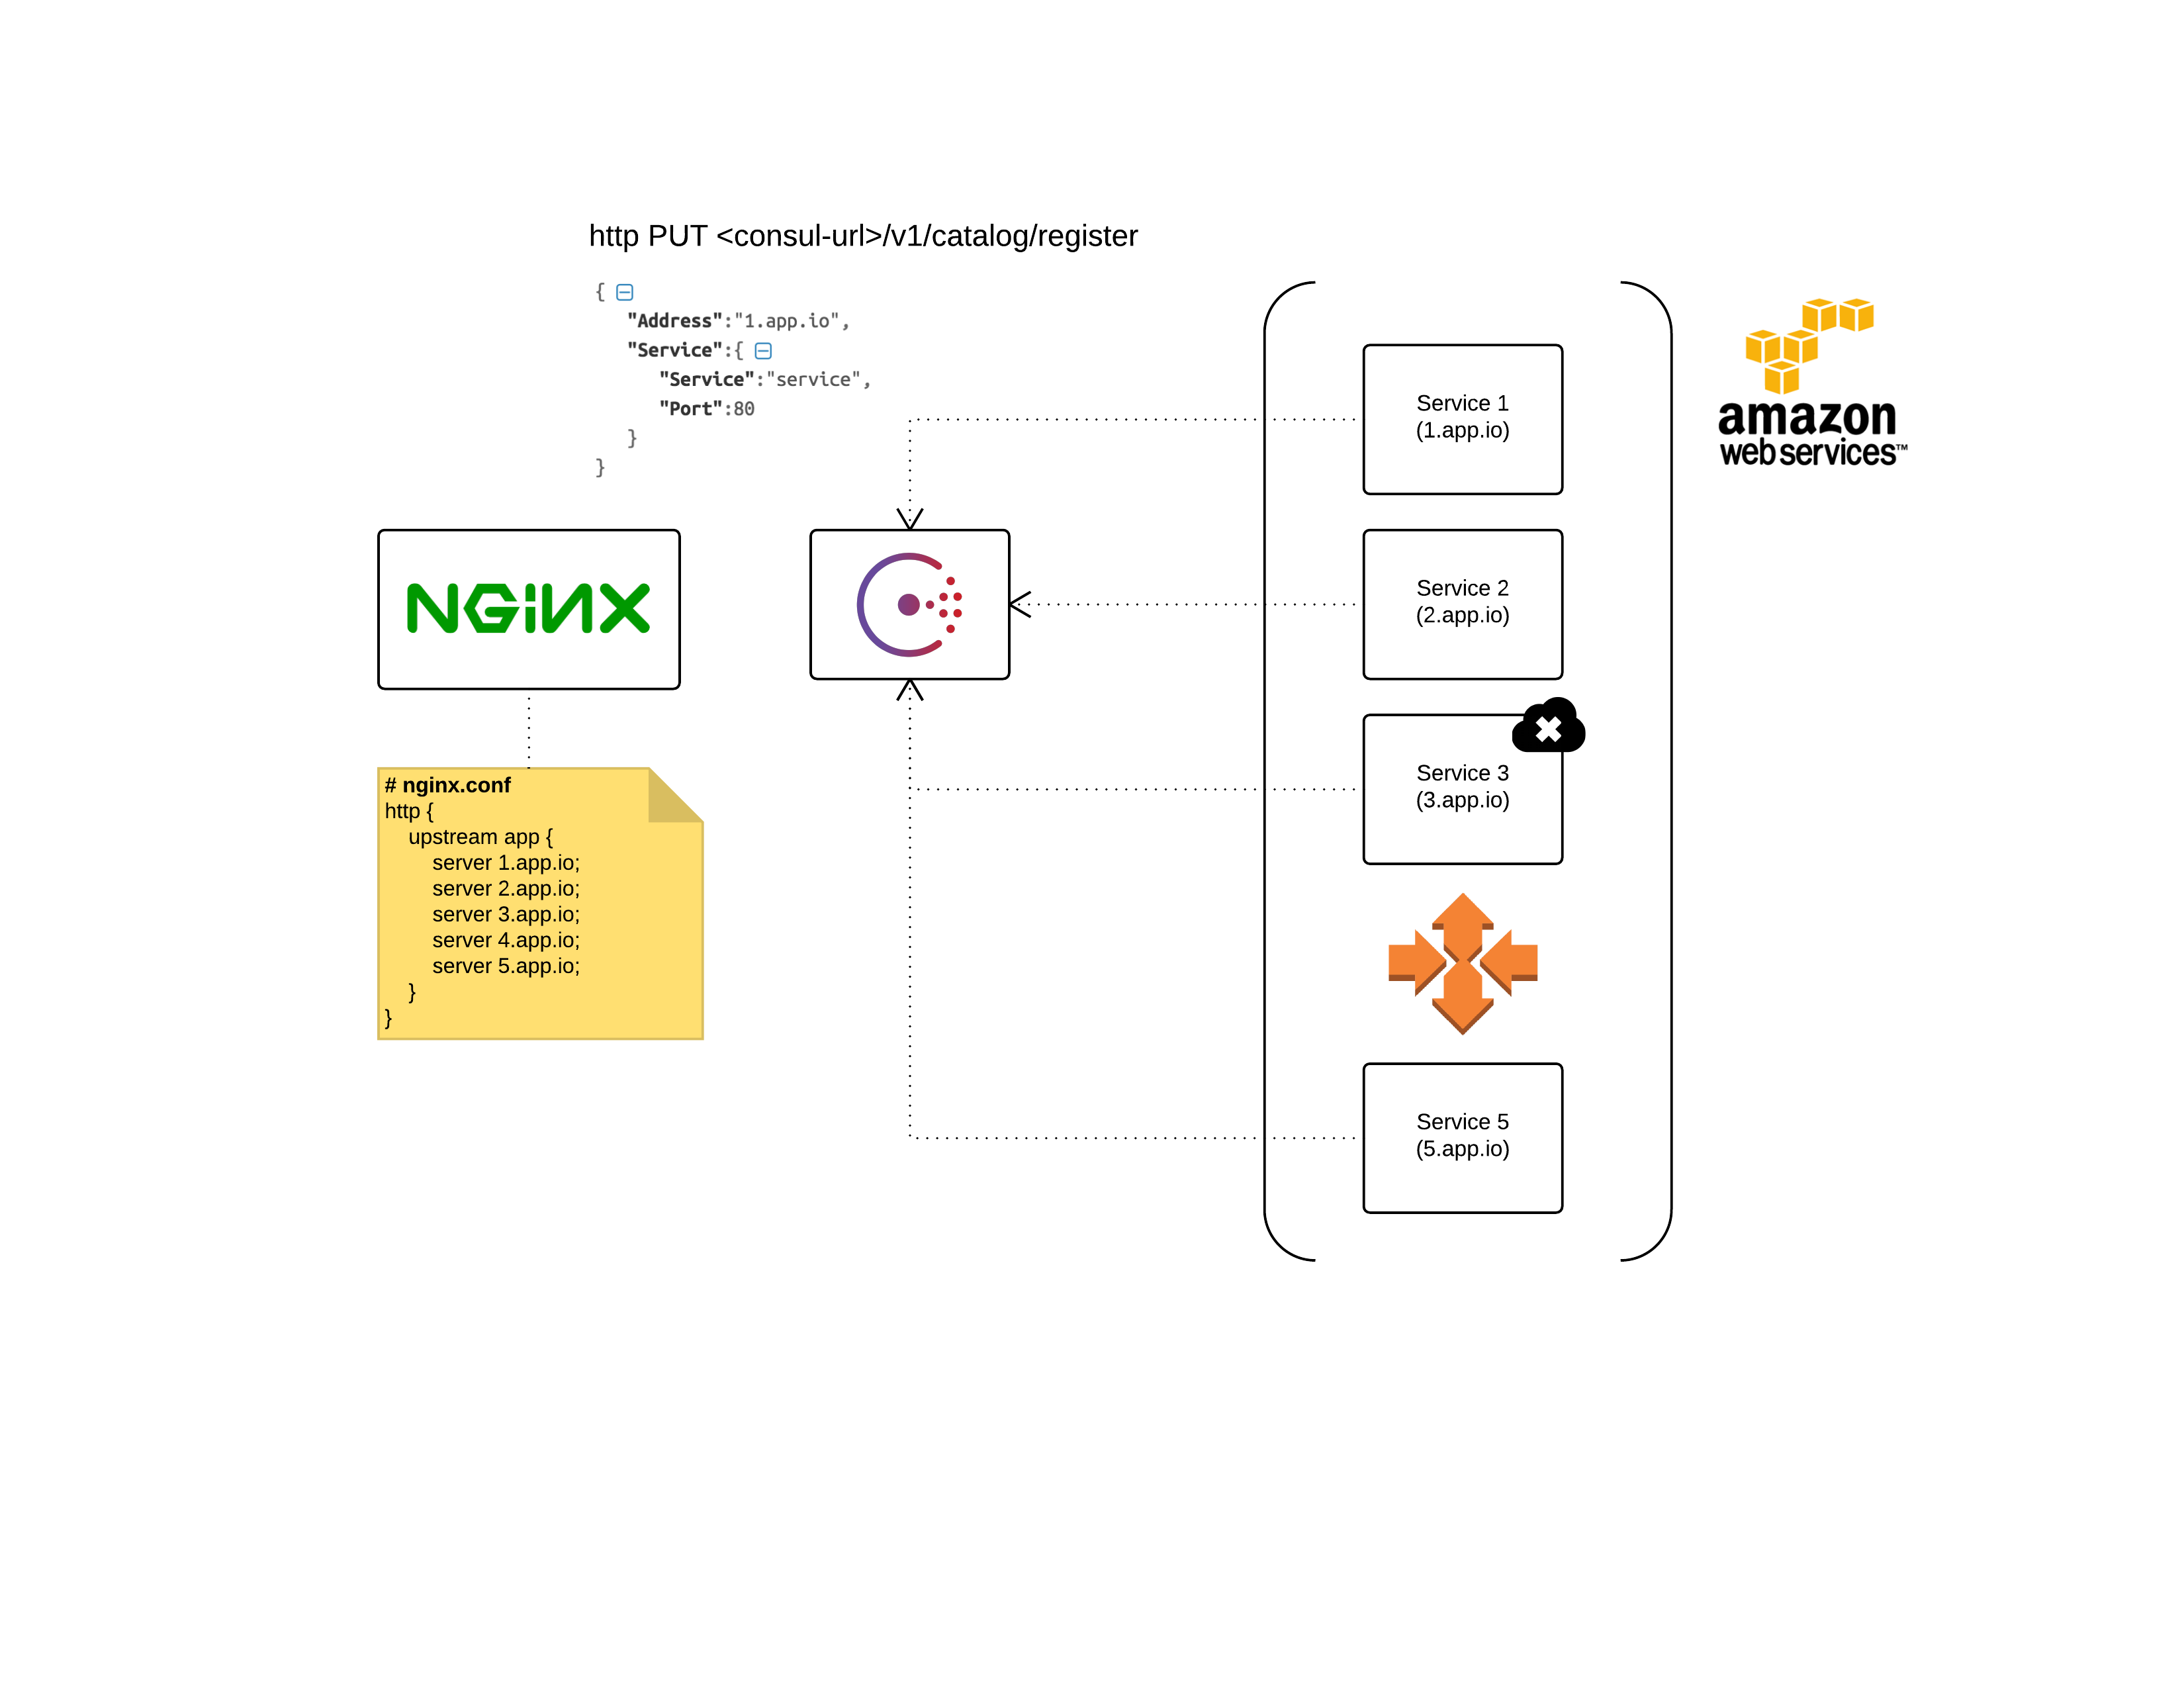 http PUT <consul-url>/v1/catalog/register
{
"Address":"1.app.io",
"Service":{
"Service":"service",
"Port":80
}
}
NGiNX
# nginx.conf
http {
upstream app {
server 1.app.io;
server 2.app.io;
server 3.app.io;
server 4.app.io;
server 5.app.io;
}
}
Service 1
(1.app.io)
Service 2
(2.app.io)
Service 3
(3.app.io)
Service 5
(5.app.io)
amazon
web services™